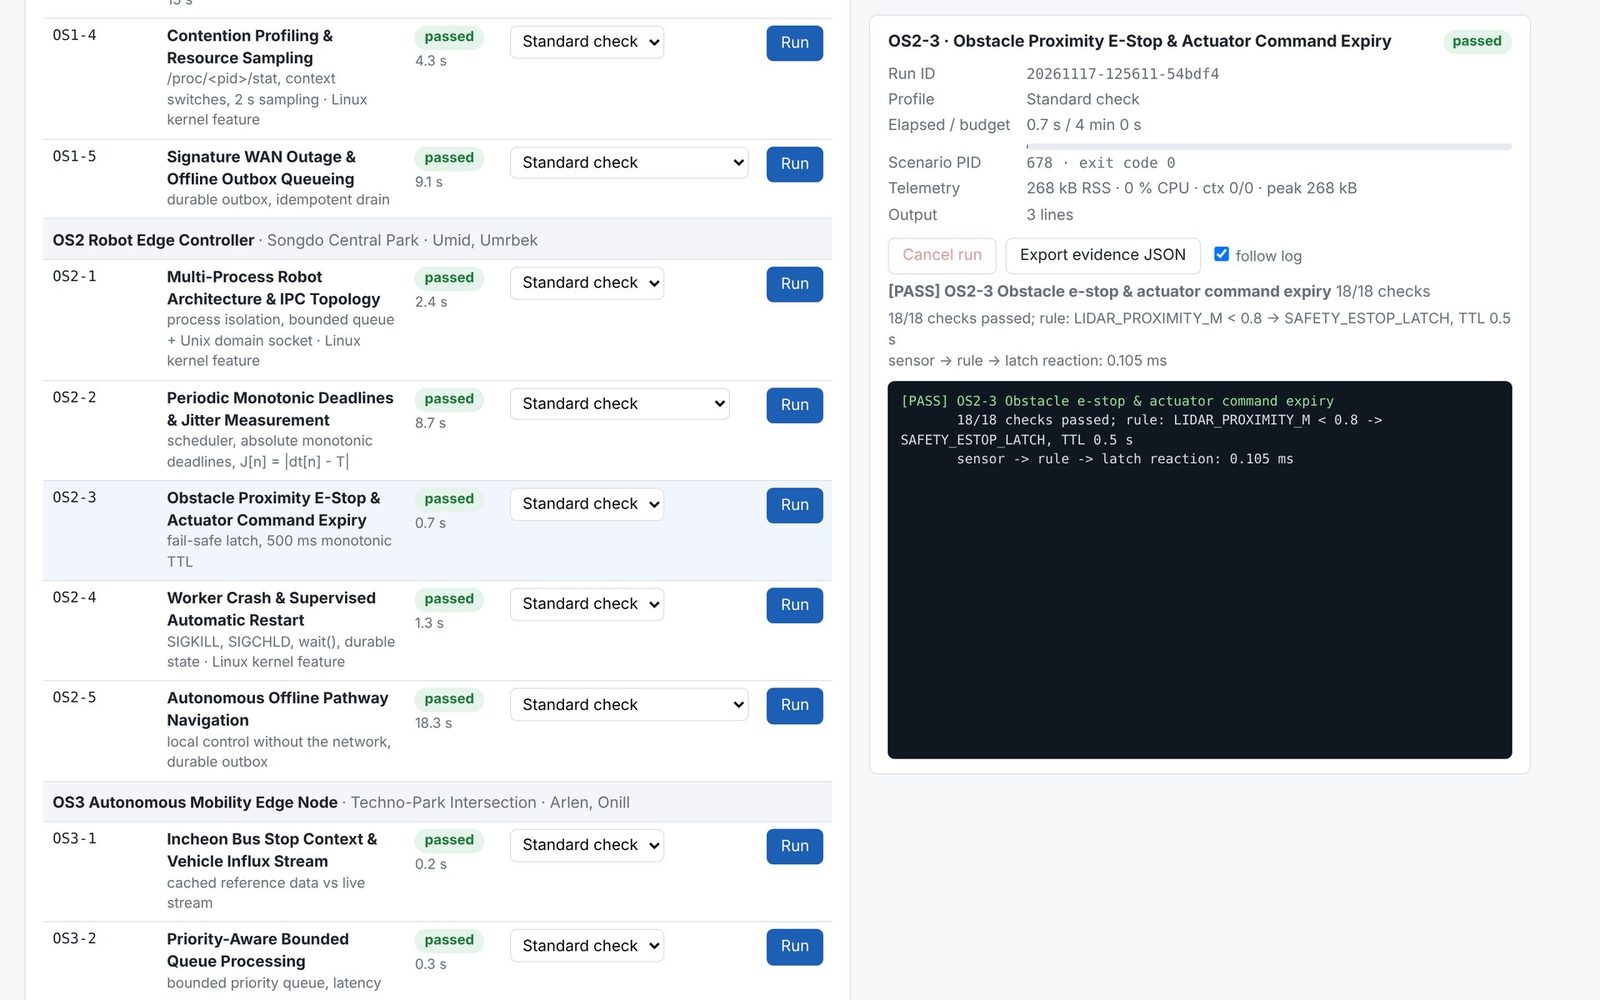 15 s
OS1-4
Contention Profiling &
Resource Sampling
/proc/<pid>/stat, context
switches, 2 s sampling · Linux
kernel feature
passed
4.3 s
Standard check
Run
OS1-5
Signature WAN Outage &
Offline Outbox Queueing
durable outbox, idempotent drain
passed
9.1 s
Standard check
Run
OS2 Robot Edge Controller · Songdo Central Park · Umid, Umrbek
OS2-1
Multi-Process Robot
Architecture & IPC Topology
process isolation, bounded queue
+ Unix domain socket · Linux
kernel feature
passed
2.4 s
Standard check
Run
OS2-2
Periodic Monotonic Deadlines
& Jitter Measurement
scheduler, absolute monotonic
deadlines, J[n] = |dt[n] - T|
passed
8.7 s
Standard check
Run
OS2-3
Obstacle Proximity E-Stop &
Actuator Command Expiry
fail-safe latch, 500 ms monotonic
TTL
passed
0.7 s
Standard check
Run
OS2-4
Worker Crash & Supervised
Automatic Restart
SIGKILL, SIGCHLD, wait(), durable
state · Linux kernel feature
passed
1.3 s
Standard check
Run
OS2-5
Autonomous Offline Pathway
Navigation
local control without the network,
durable outbox
passed
18.3 s
Standard check
Run
OS3 Autonomous Mobility Edge Node · Techno-Park Intersection · Arlen, Onill
OS3-1
Incheon Bus Stop Context &
Vehicle Influx Stream
cached reference data vs live
stream
passed
0.2 s
Standard check
Run
OS3-2
Priority-Aware Bounded
Queue Processing
bounded priority queue, latency
passed
0.3 s
Standard check
Run
OS2-3 · Obstacle Proximity E-Stop & Actuator Command Expiry passed
Run ID 20261117-125611-54bdf4
Profile Standard check
Elapsed / budget 0.7 s / 4 min 0 s
Scenario PID 678 · exit code 0
Telemetry 268 kB RSS · 0 % CPU · ctx 0/0 · peak 268 kB
Output 3 lines
Cancel run Export evidence JSON follow log
[PASS] OS2-3 Obstacle e-stop & actuator command expiry 18/18 checks
18/18 checks passed; rule: LIDAR_PROXIMITY_M < 0.8 → SAFETY_ESTOP_LATCH, TTL 0.5
s
sensor → rule → latch reaction: 0.105 ms
[PASS] OS2-3 Obstacle e-stop & actuator command expiry
18/18 checks passed; rule: LIDAR_PROXIMITY_M < 0.8 ->
SAFETY_ESTOP_LATCH, TTL 0.5 s
sensor -> rule -> latch reaction: 0.105 ms